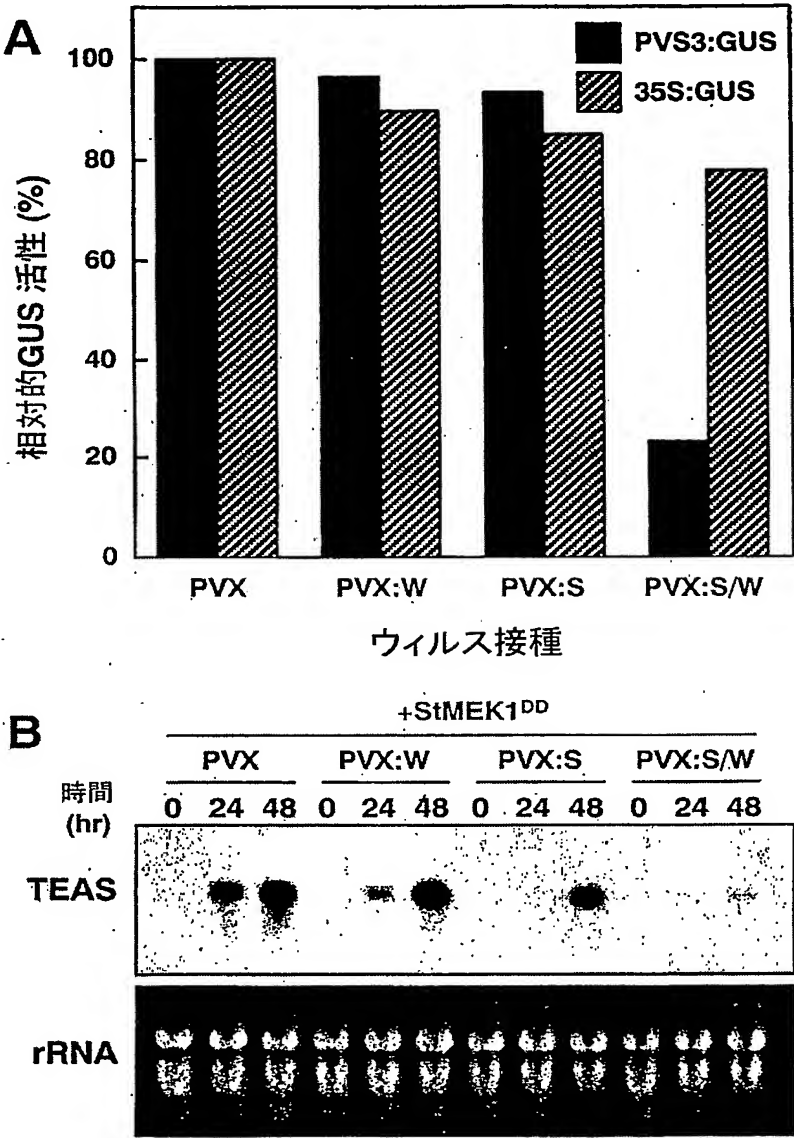 A
PVS3:GUS
35S:GUS
相対的GUS 活性 (%)
100
80
60
40
20
0
PVX PVX:W PVX:S PVX:S/W
ウィルス接種
B
+StMEK1DD
PVX PVX:W PVX:S PVX:S/W
時間
(hr)
0 24 48 0 24 48 0 24 48 0 24 48
TEAS
rRNA